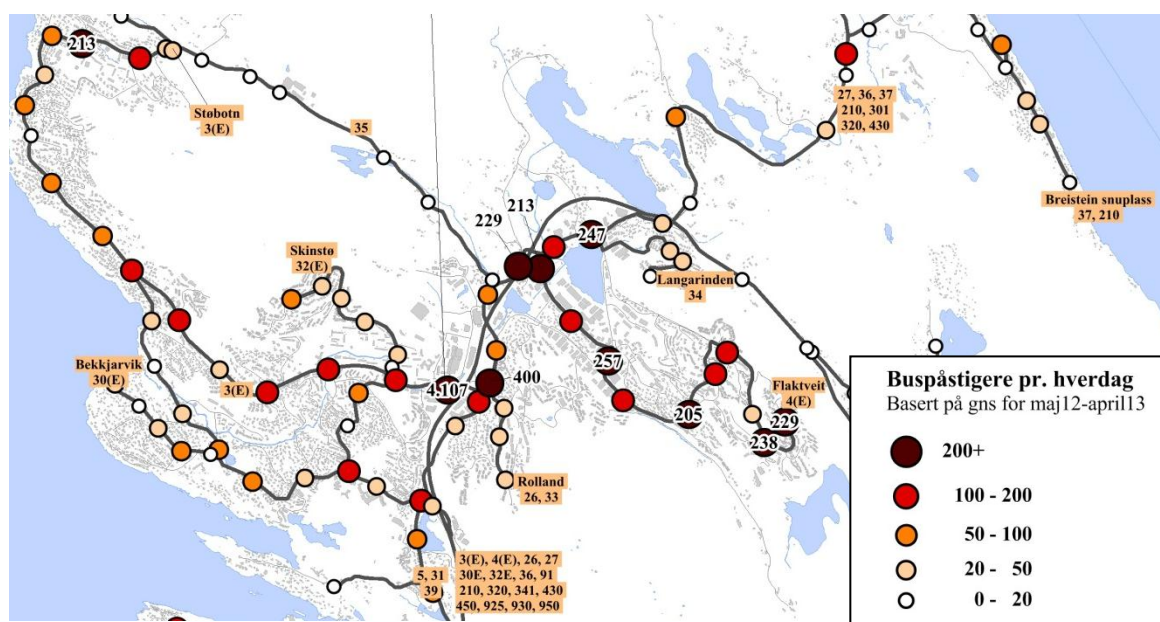 213
Støbotn
3(E)
35
27, 36, 37
210, 301
320, 430
Breistein snuplass
37, 210
213
229
247
Skinstø
32(E)
Langarinden
34
Bekkjarvik
30(E)
3(E)
4.107
400
257
205
Flaktveit
4(E)
229
238
Rolland
26, 33
5, 31
39
3(E), 4(E), 26, 27
30E, 32E, 36, 91
210, 320, 341, 430
450, 925, 930, 950
Buspåstigere pr. hverdag
Basert på gns for maj12-april13
200+
100 - 200
50 - 100
20 - 50
0 - 20